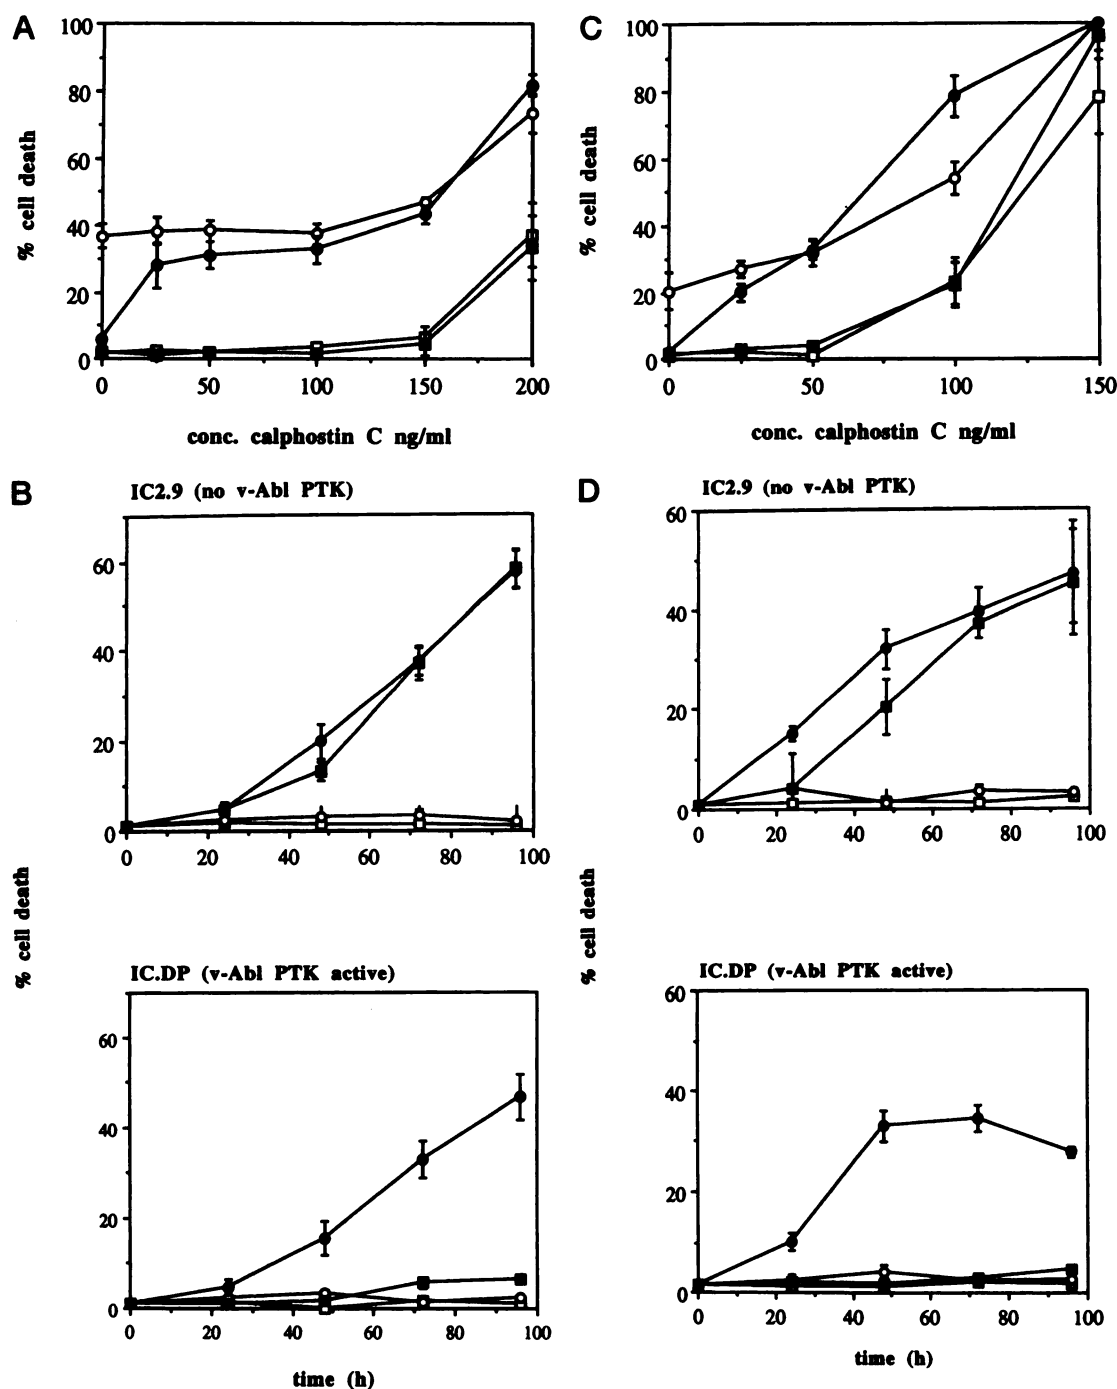 A
100
80
60
40
20
0
% cell death
0 50 100 150 200
conc. calphostin C ng/ml
C
100
80
60
40
20
0
% cell death
0 50 100 150
conc. calphostin C ng/ml
B
IC2.9 (no v-Abl PTK)
60
40
20
0
0 20 40 60 80 100
% cell death
IC.DP (v-Abl PTK active)
60
40
20
0
0 20 40 60 80 100
time (h)
D
IC2.9 (no v-Abl PTK)
60
40
20
0
0 20 40 60 80 100
% cell death
IC.DP (v-Abl PTK active)
60
40
20
0
0 20 40 60 80 100
time (h)